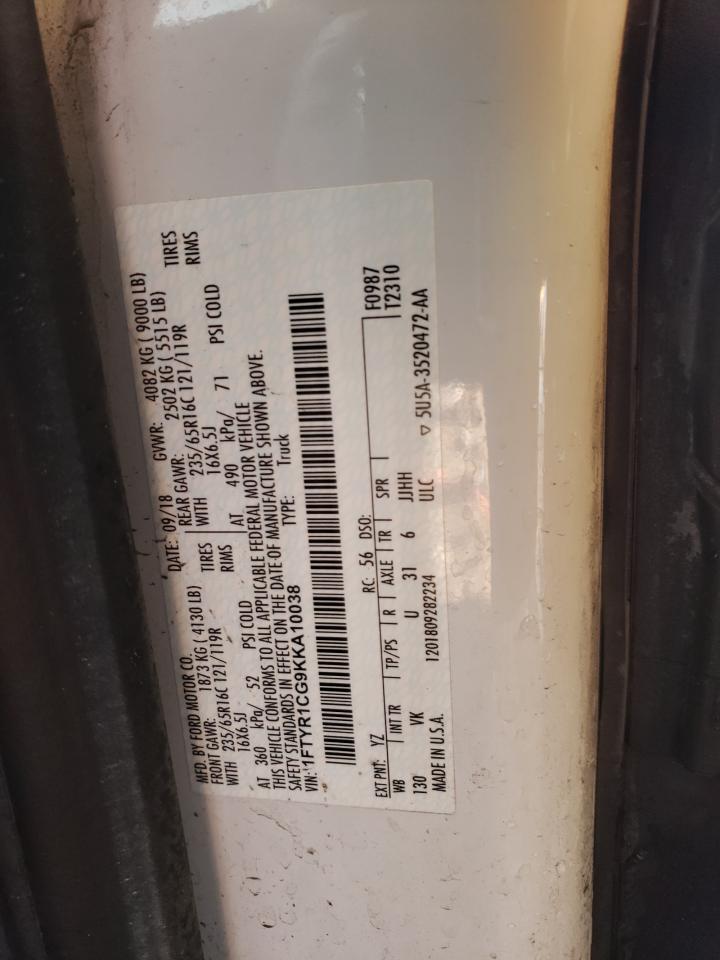 MFD. BY FORD MOTOR CO. DATE: 09/18 GVWR: 4082 KG ( 9000 LB)
FRONT GAWR: 1873 KG ( 4130 LB) REAR GAWR: 2502 KG ( 5515 LB)
WITH 235/65R16C 121/119R TIRES WITH 235/65R16C 121/119R TIRES
16X6.5J RIMS 16X6.5J RIMS
AT 360 kPa/ 52 PSI COLD AT 490 kPa/ 71 PSI COLD
THIS VEHICLE CONFORMS TO ALL APPLICABLE FEDERAL MOTOR VEHICLE
SAFETY STANDARDS IN EFFECT ON THE DATE OF MANUFACTURE SHOWN ABOVE.
VIN: 1FTYR1CG9KKA10038 TYPE: Truck
EXT PNT: YZ RC: 56 DSO: F0987
WB INT TR TP/PS R AXLE TR SPR T2310
130 VK U 31 6 JJHH
MADE IN U.S.A. 1201809282234 ULC ▽ 5U5A-3520472-AA